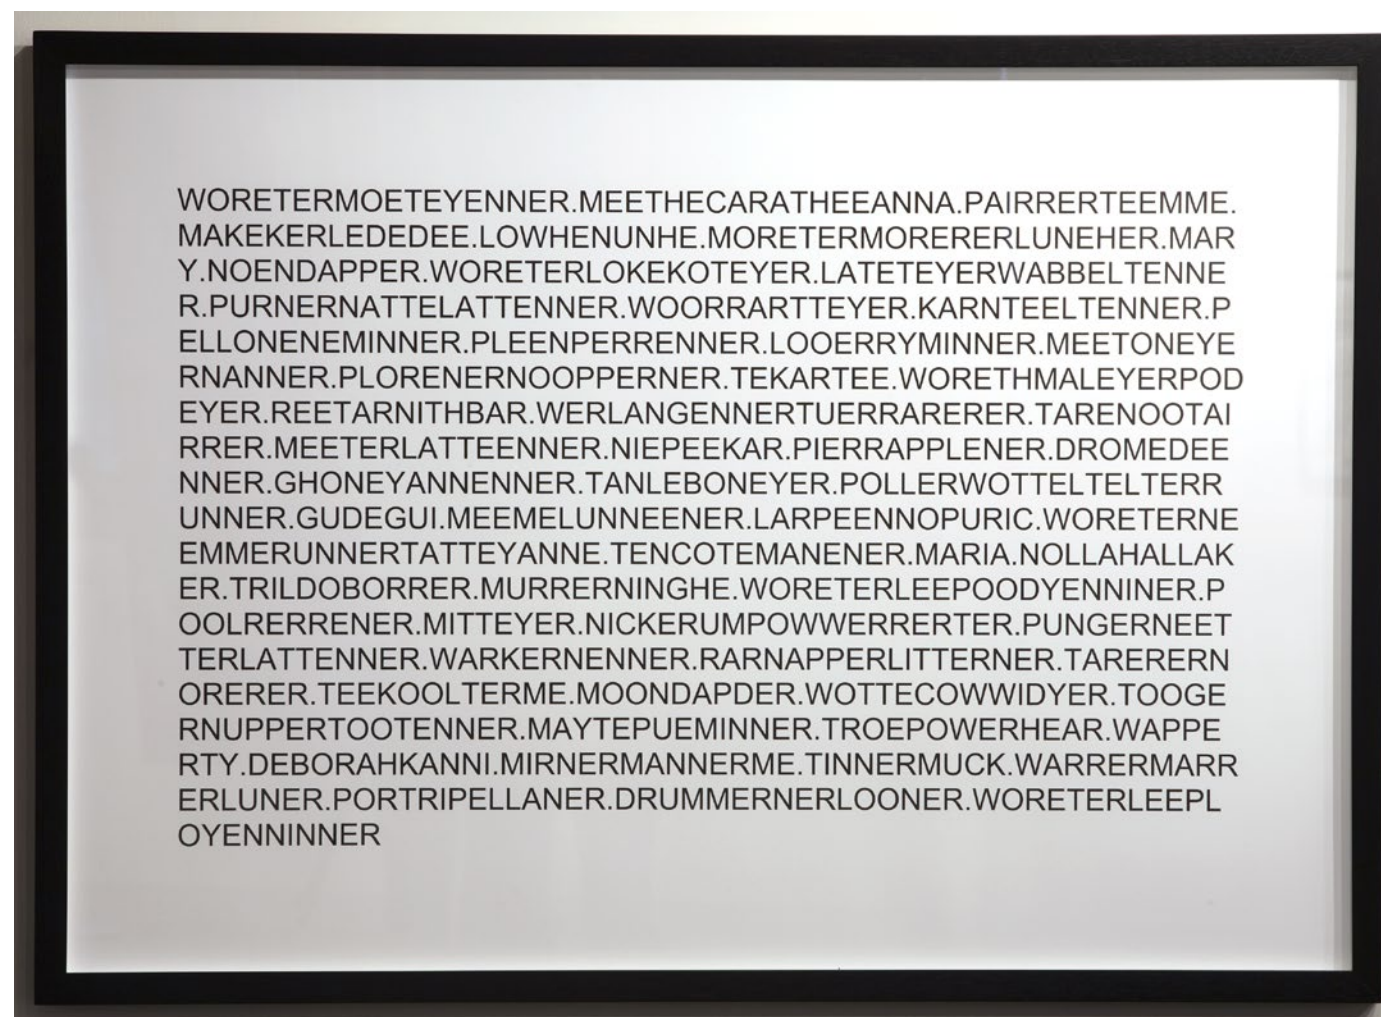 WORETERMOETEYENNER.MEETHECARATHEEANNA.PAIRRERTEEMME.
MAKEKERLEDEDEE.LOWHENUNHE.MORETERMORERERLUNEHER.MAR
Y.NOENDAPPER.WORETERLOKEKOTEYER.LATETEYERWABBELTENNE
R.PURNERNATTELATTENNER.WOORRARTTEYER.KARNTEELTENNER.P
ELLONENEMINNER.PLEENPERRENNER.LOOERRYMINNER.MEETONEYE
RNANNER.PLORENERNOOPPERNER.TEKARTEE.WORETHMALEYERPOD
EYER.REETARNITHBAR.WERLANGENNERTUERRARERER.TARENOOTAI
RRER.MEETERLATTEENNER.NIEPEEKAR.PIERRAPPLENER.DROMEDEE
NNER.GHONEYANNENNER.TANLEBONEYER.POLLERWOTTELTELTERR
UNNER.GUDEGUI.MEEMELUNNEENER.LARPEENNOPURIC.WORETERNE
EMMERUNNERTATTEYANNE.TENCOTEMANENER.MARIA.NOLLAHALLAK
ER.TRILDOBORRER.MURRERNINGHE.WORETERLEEPOODYENNINER.P
OOLRERRENER.MITTEYER.NICKERUMPOWWERRERTER.PUNGERNEET
TERLATTENNER.WARKERNENNER.RARNAPPERLITTERNER.TARERERN
ORERER.TEEKOOLTERME.MOONDAPDER.WOTTECOWWIDYER.TOOGE
RNUPPERTOOTENNER.MAYTEPUEMINNER.TROEPOWERHEAR.WAPPE
RTY.DEBORAHKANNI.MIRNERMANNERME.TINNERMUCK.WARRERMARR
ERLUNER.PORTRIPELLANER.DRUMMERNERLOONER.WORETERLEEPL
OYENNINNER